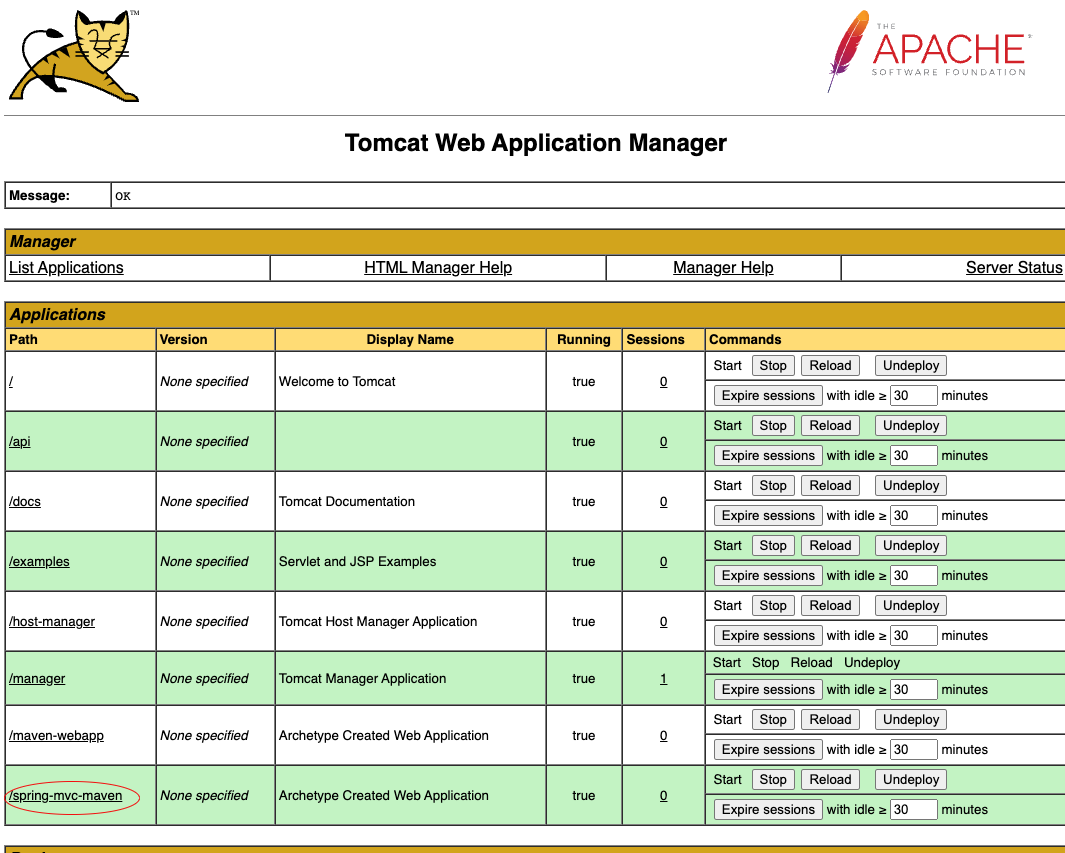 TM
THE
APACHE®
SOFTWARE FOUNDATION
Tomcat Web Application Manager
Message: OK
Manager
List Applications HTML Manager Help Manager Help Server Status
Applications
Path Version Display Name Running Sessions Commands
/ None specified Welcome to Tomcat true 0 Start Stop Reload Undeploy
Expire sessions with idle ≥ 30 minutes
/api None specified true 0 Start Stop Reload Undeploy
Expire sessions with idle ≥ 30 minutes
/docs None specified Tomcat Documentation true 0 Start Stop Reload Undeploy
Expire sessions with idle ≥ 30 minutes
/examples None specified Servlet and JSP Examples true 0 Start Stop Reload Undeploy
Expire sessions with idle ≥ 30 minutes
/host-manager None specified Tomcat Host Manager Application true 0 Start Stop Reload Undeploy
Expire sessions with idle ≥ 30 minutes
/manager None specified Tomcat Manager Application true 1 Start Stop Reload Undeploy
Expire sessions with idle ≥ 30 minutes
/maven-webapp None specified Archetype Created Web Application true 0 Start Stop Reload Undeploy
Expire sessions with idle ≥ 30 minutes
/spring-mvc-maven None specified Archetype Created Web Application true 0 Start Stop Reload Undeploy
Expire sessions with idle ≥ 30 minutes